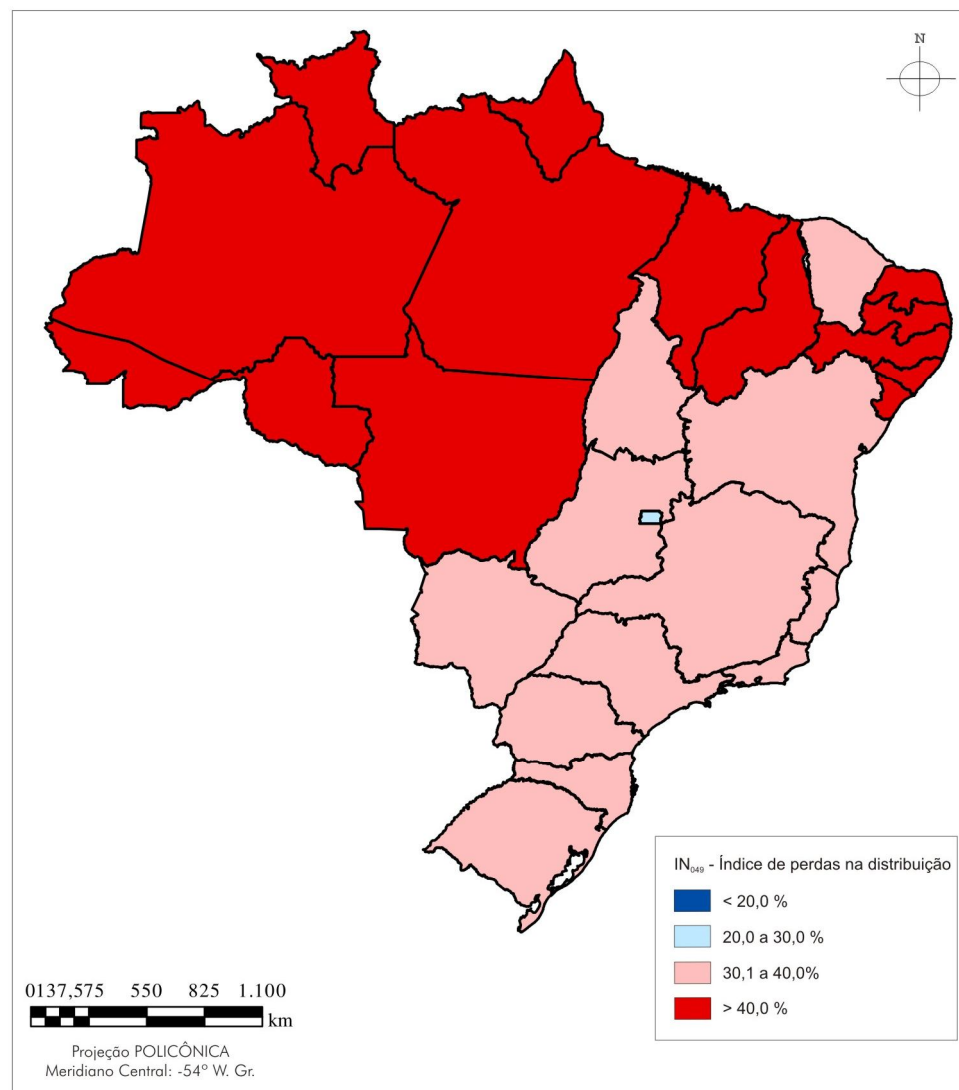 N
IN049 - Índice de perdas na distribuição
< 20,0 %
20,0 a 30,0 %
30,1 a 40,0%
> 40,0 %
0137,575 550 825 1.100
km
Projeção POLICÔNICA
Meridiano Central: -54º W. Gr.